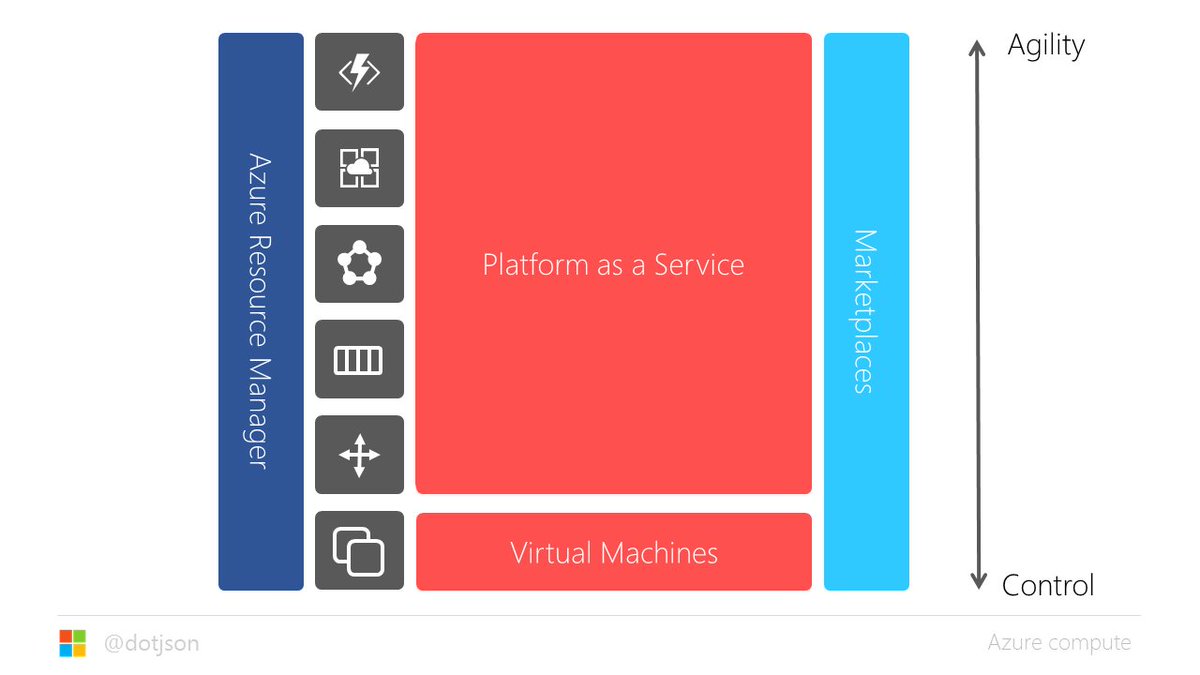 Agility
Azure Resource Manager
Platform as a Service
Marketplaces
Virtual Machines
Control
@dotjson
Azure compute